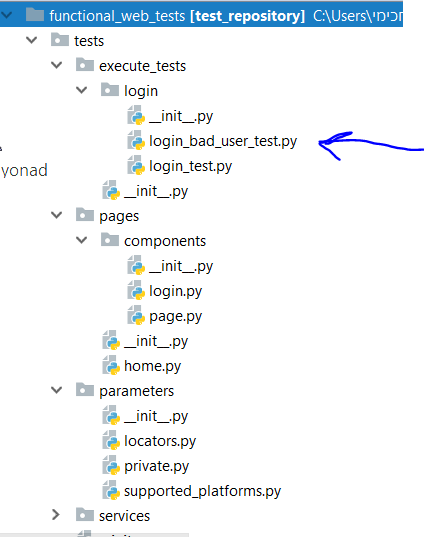 functional_web_tests [test_repository] C:\Users\חכימי
tests
execute_tests
login
__init__.py
login_bad_user_test.py
yonad
login_test.py
__init__.py
pages
components
__init__.py
login.py
page.py
__init__.py
home.py
parameters
__init__.py
locators.py
private.py
supported_platforms.py
services